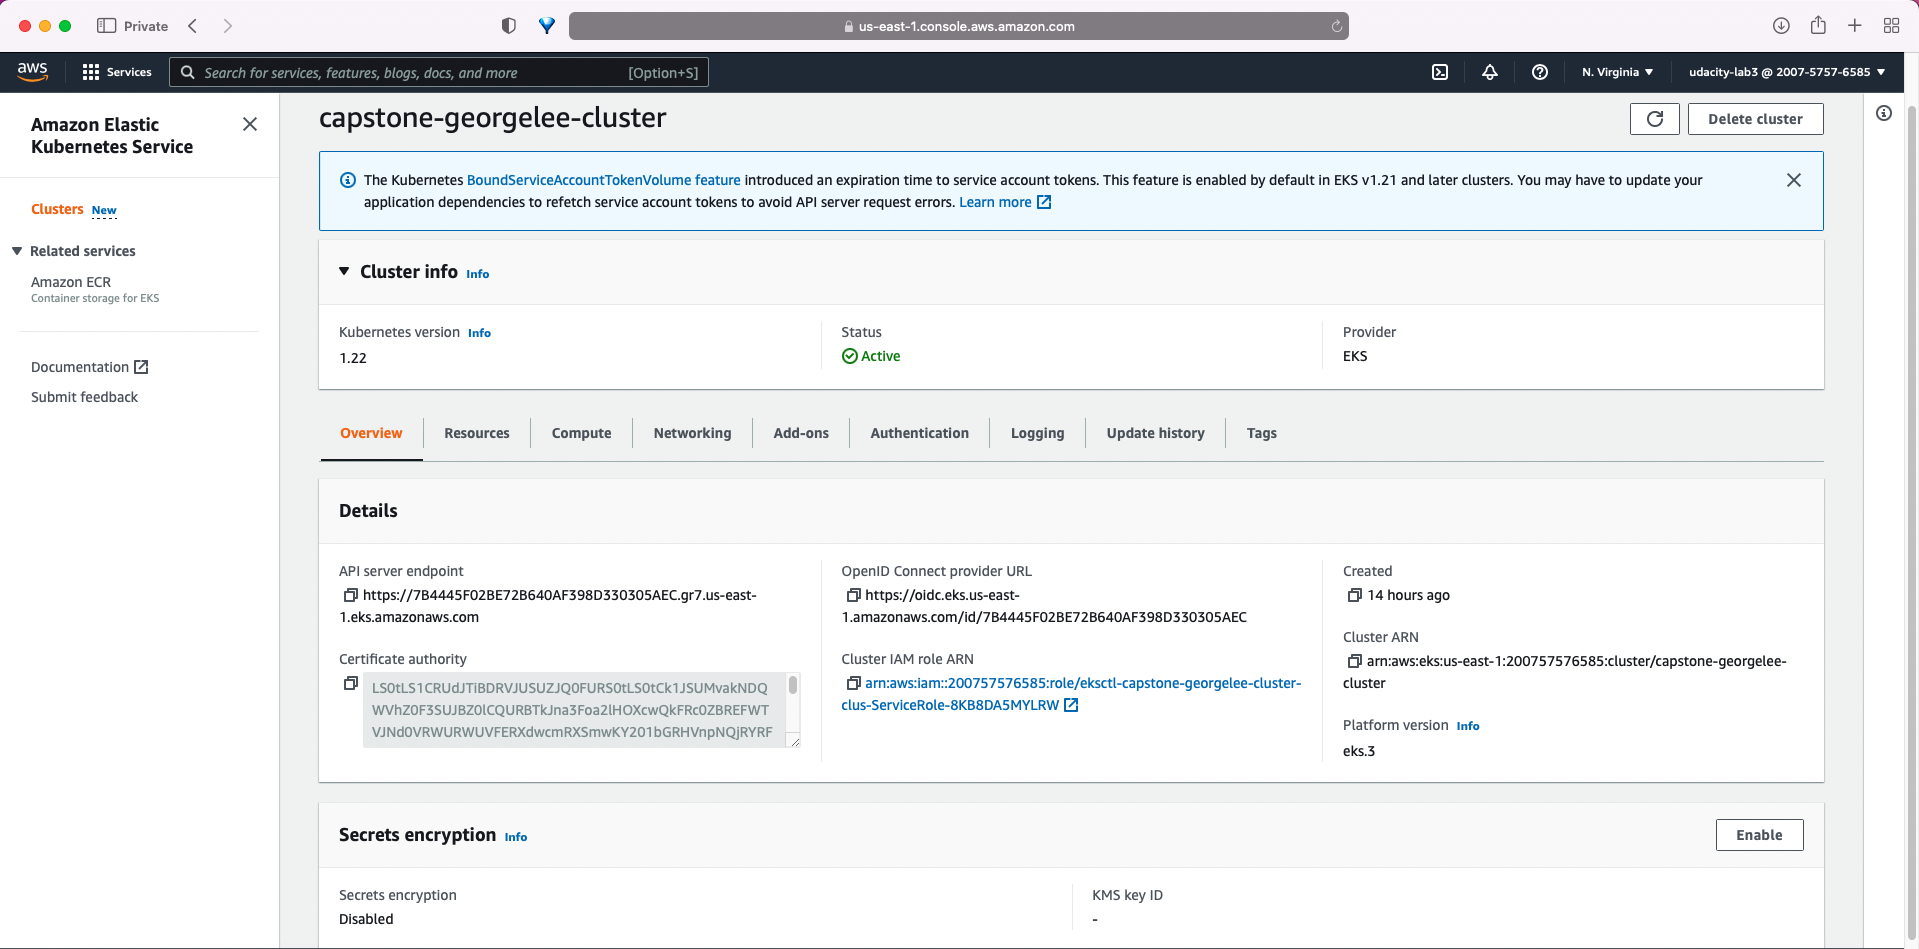 Private
us-east-1.console.aws.amazon.com
aws
Services
Search for services, features, blogs, docs, and more
[Option+S]
N. Virginia
udacity-lab3 @ 2007-5757-6585
Amazon Elastic
Kubernetes Service
Clusters New
Related services
Amazon ECR
Container storage for EKS
Documentation
Submit feedback
capstone-georgelee-cluster
Delete cluster
The Kubernetes BoundServiceAccountTokenVolume feature introduced an expiration time to service account tokens. This feature is enabled by default in EKS v1.21 and later clusters. You may have to update your
application dependencies to refetch service account tokens to avoid API server request errors. Learn more
Cluster info Info
Kubernetes version Info
1.22
Status
Active
Provider
EKS
Overview
Resources
Compute
Networking
Add-ons
Authentication
Logging
Update history
Tags
Details
API server endpoint
https://7B4445F02BE72B640AF398D330305AEC.gr7.us-east-
1.eks.amazonaws.com
Certificate authority
LS0tLS1CRUdJTiBDRVJUSUZJQ0FURS0tLS0tCk1JSUMvakNDQ
WVhZ0F3SUJBZ0lCQURBTkJna3Foa2lHOXcwQkFRc0ZBREFWT
VJNd0VRWURWUVFERXdwcmRXSmwKY201bGRHVnpNQjRYRF
OpenID Connect provider URL
https://oidc.eks.us-east-
1.amazonaws.com/id/7B4445F02BE72B640AF398D330305AEC
Cluster IAM role ARN
arn:aws:iam::200757576585:role/eksctl-capstone-georgelee-cluster-
clus-ServiceRole-8KB8DA5MYLRW
Created
14 hours ago
Cluster ARN
arn:aws:eks:us-east-1:200757576585:cluster/capstone-georgelee-
cluster
Platform version Info
eks.3
Secrets encryption Info
Enable
Secrets encryption
Disabled
KMS key ID
-